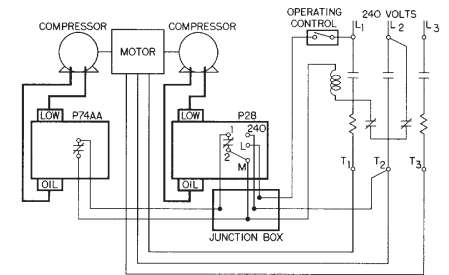 OPERATING
CONTROL
240 VOLTS
COMPRESSOR
COMPRESSOR
L1
L2
L3
MOTOR
LOW
P74AA
LOW
P28
1
240
2
L
M
OIL
OIL
T1
T2
T3
JUNCTION BOX